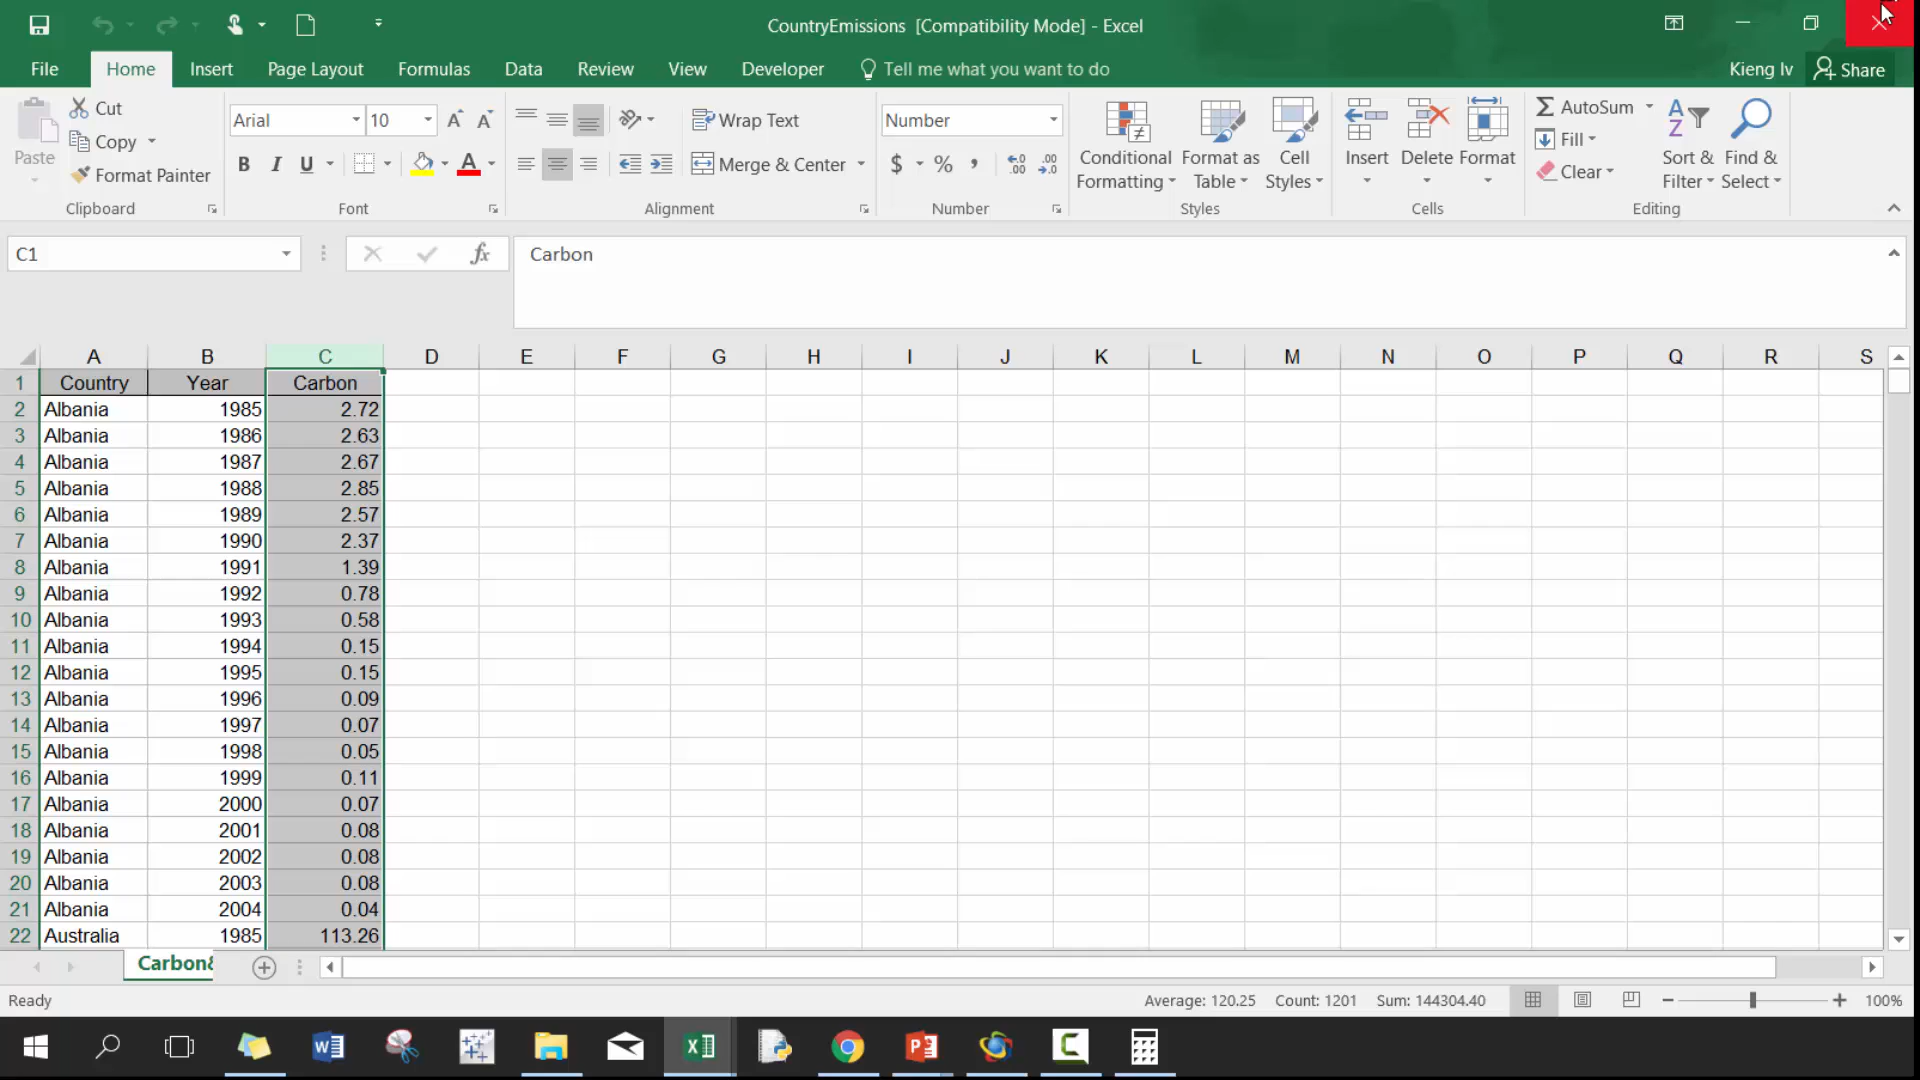 CountryEmissions [Compatibility Mode] - Excel
File Home Insert Page Layout Formulas Data Review View Developer Tell me what you want to do Kieng Iv Share
Paste
Cut
Copy
Format Painter
Clipboard
Arial 10
B I U A
Font
Wrap Text
Merge & Center
Alignment
Number
$ % ,
Number
Conditional Formatting
Format as Table
Cell Styles
Styles
Insert Delete Format
Cells
AutoSum
Fill
Clear
Sort & Filter
Find & Select
Editing
C1 fx Carbon
A B C D E F G H I J K L M N O P Q R S
1 Country Year Carbon
2 Albania 1985 2.72
3 Albania 1986 2.63
4 Albania 1987 2.67
5 Albania 1988 2.85
6 Albania 1989 2.57
7 Albania 1990 2.37
8 Albania 1991 1.39
9 Albania 1992 0.78
10 Albania 1993 0.58
11 Albania 1994 0.15
12 Albania 1995 0.15
13 Albania 1996 0.09
14 Albania 1997 0.07
15 Albania 1998 0.05
16 Albania 1999 0.11
17 Albania 2000 0.07
18 Albania 2001 0.08
19 Albania 2002 0.08
20 Albania 2003 0.08
21 Albania 2004 0.04
22 Australia 1985 113.26
Carbon&
Ready Average: 120.25 Count: 1201 Sum: 144304.40 100%